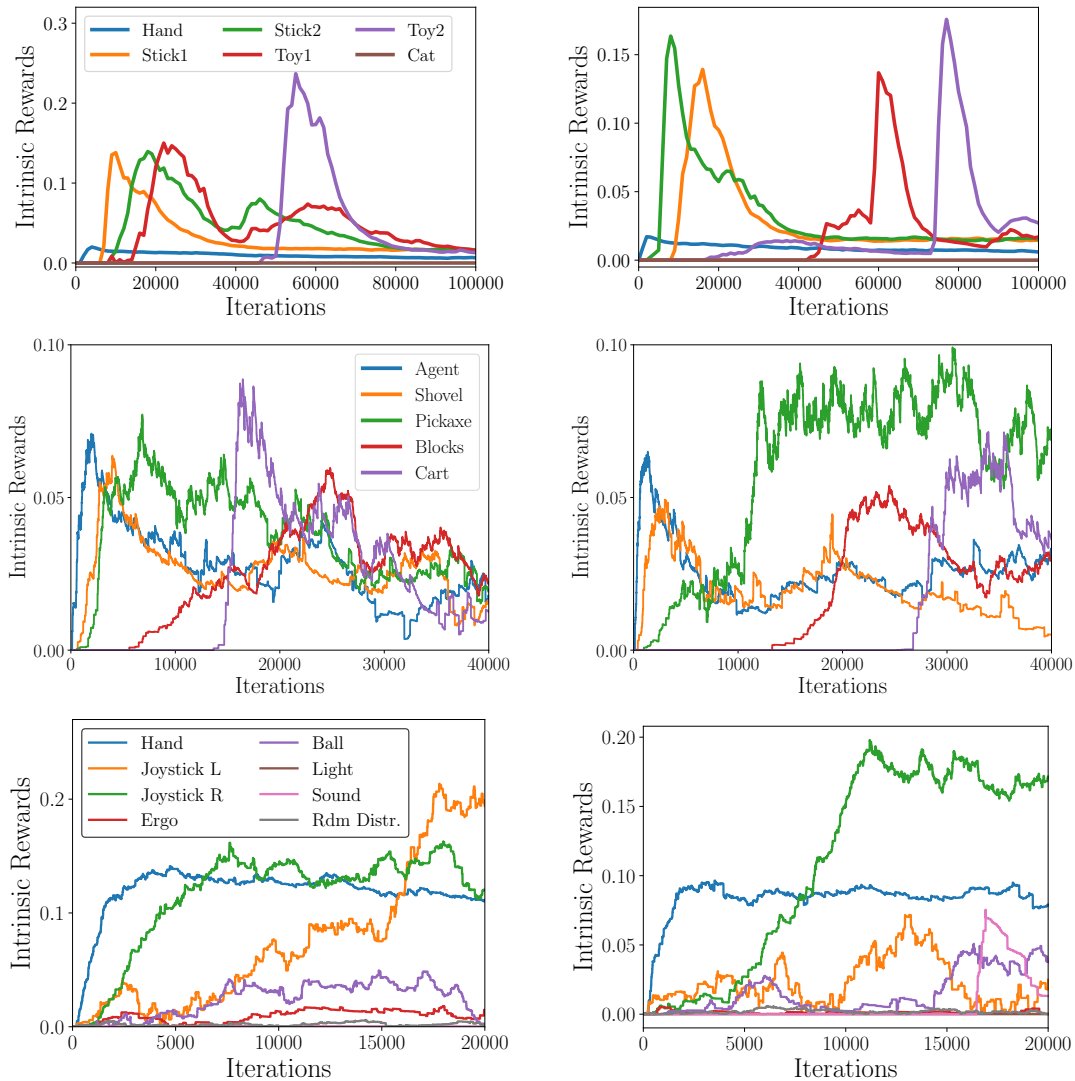 Intrinsic Rewards
0.3
0.2
0.1
0.0
Hand
Stick1
Stick2
Toy1
Toy2
Cat
0
20000
40000
60000
80000
100000
Iterations
Intrinsic Rewards
0.15
0.10
0.05
0.00
0
20000
40000
60000
80000
100000
Iterations
Intrinsic Rewards
0.10
0.05
0.00
Agent
Shovel
Pickaxe
Blocks
Cart
0
10000
20000
30000
40000
Iterations
Intrinsic Rewards
0.10
0.05
0.00
0
10000
20000
30000
40000
Iterations
Intrinsic Rewards
0.2
0.1
0.0
Hand
Joystick L
Joystick R
Ergo
Ball
Light
Sound
Rdm Distr.
0
5000
10000
15000
20000
Iterations
Intrinsic Rewards
0.20
0.15
0.10
0.05
0.00
0
5000
10000
15000
20000
Iterations